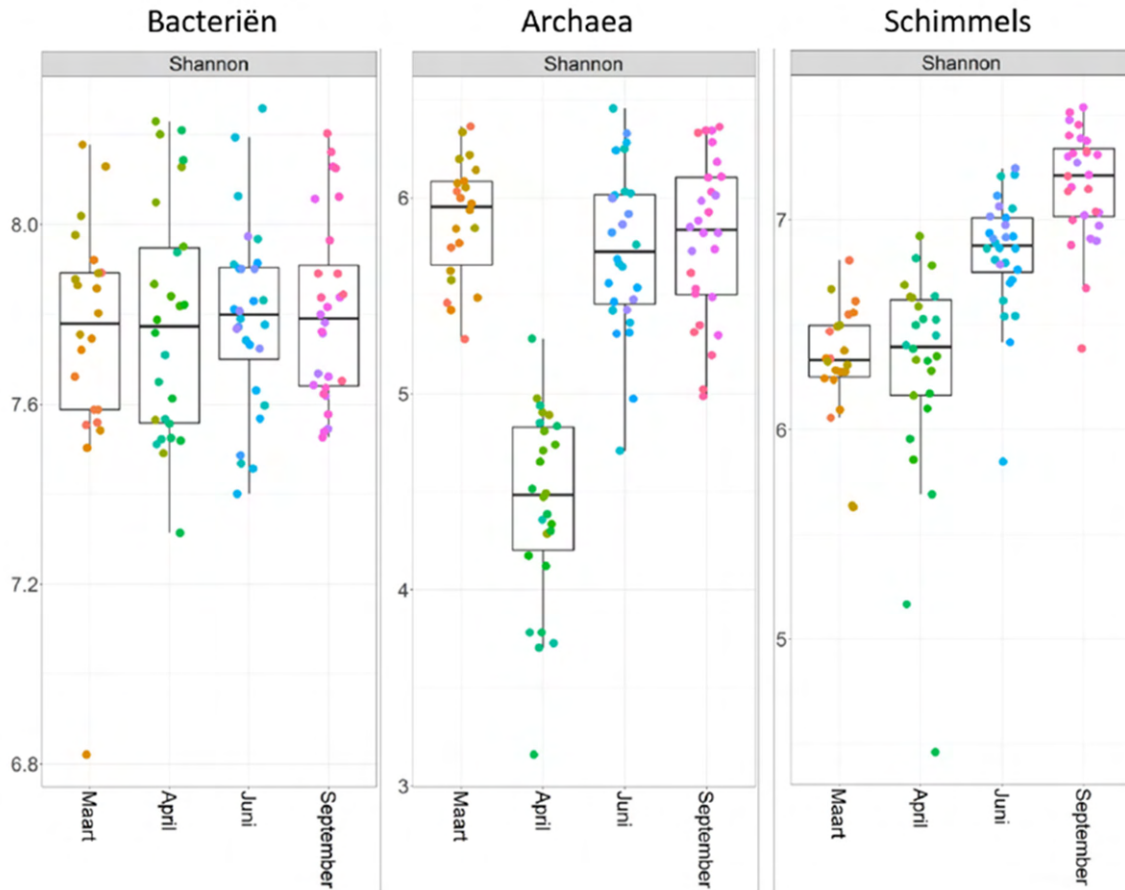 Bacteriën
Archaea
Schimmels
Shannon
Shannon
Shannon
8.0
7.6
7.2
6.8
6
5
4
3
7
6
5
Maart
April
Juni
September
Maart
April
Juni
September
Maart
April
Juni
September